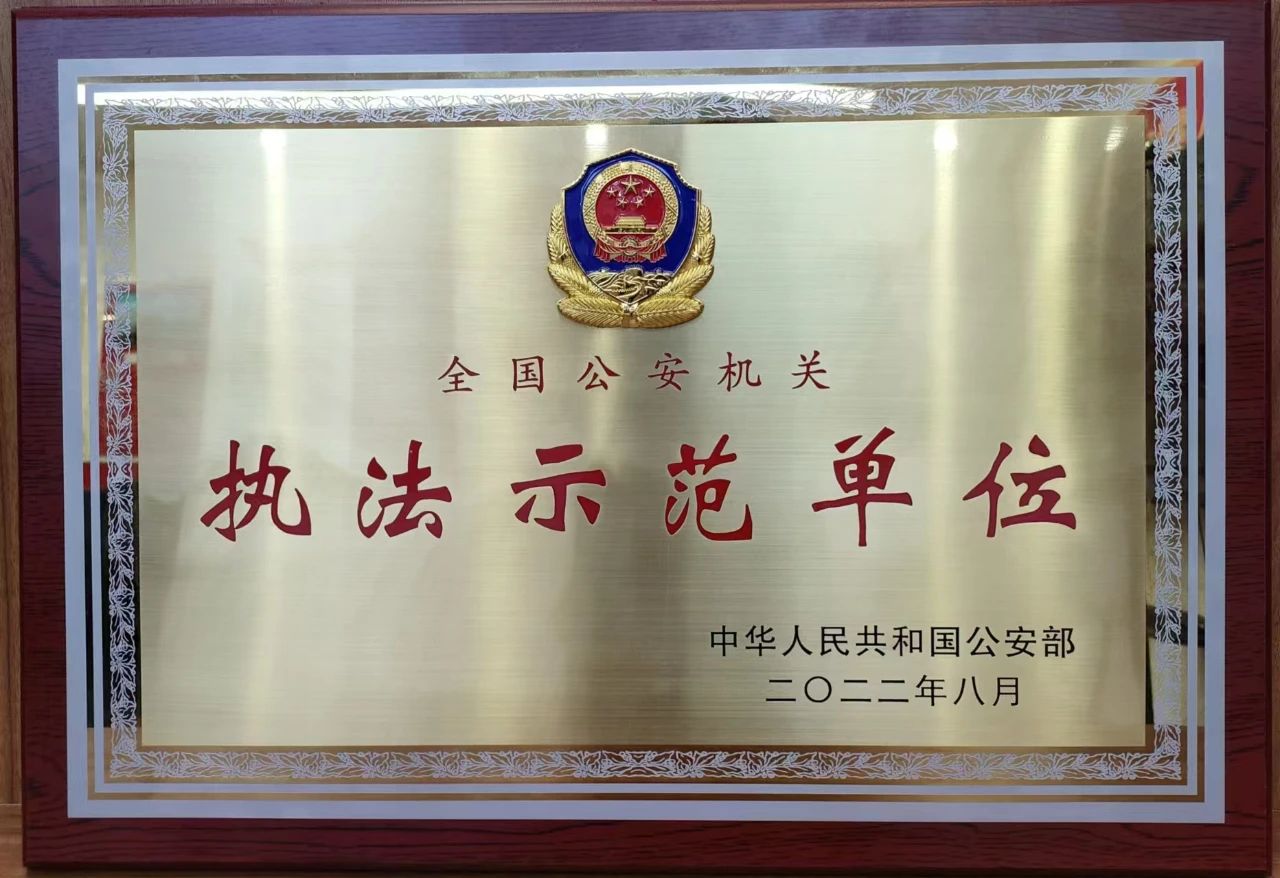 全国公安机关
执法示范单位
中华人民共和国公安部
二〇二二年八月